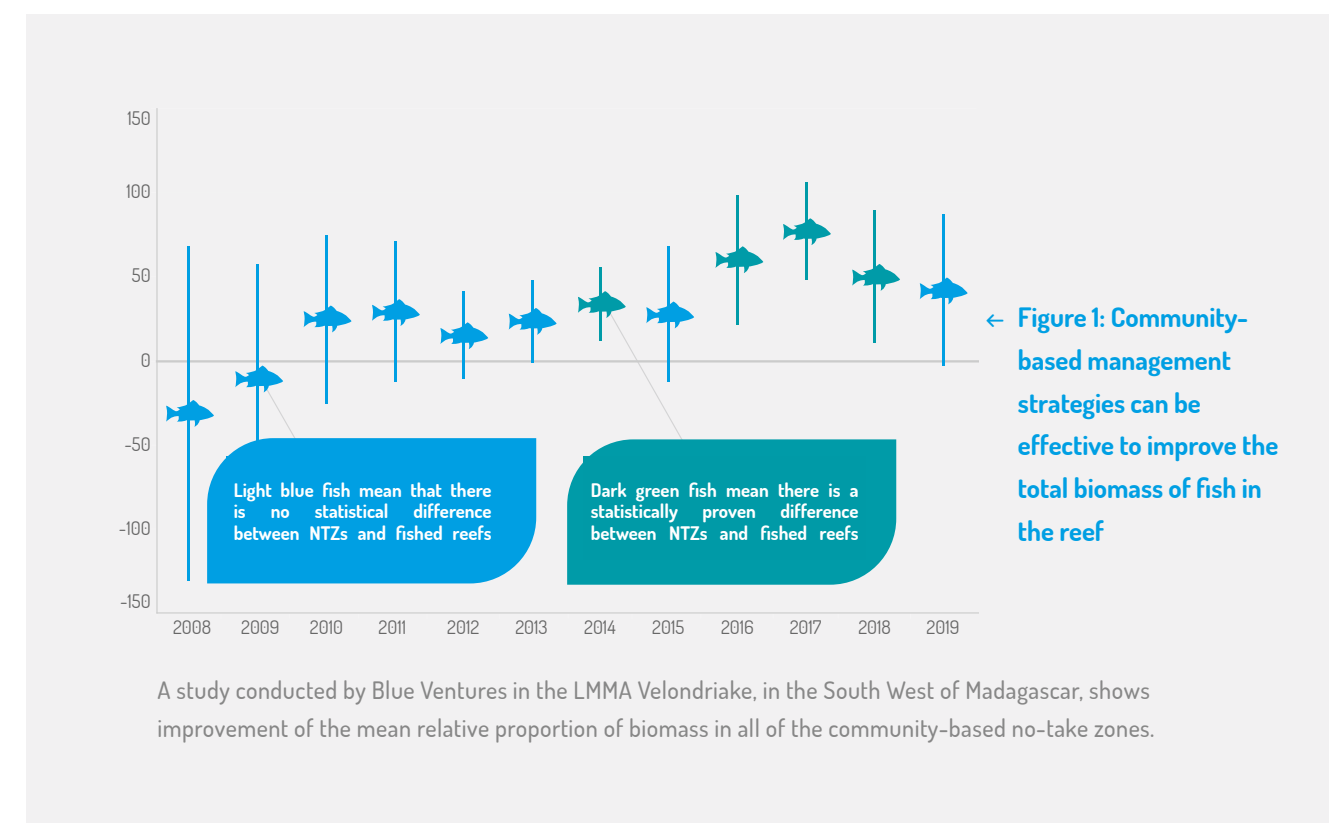 150
100
50
0
-50
-100
-150
Light blue fish mean that there
is no statistical difference
between NTZs and fished reefs
Dark green fish mean there is a
statistically proven difference
between NTZs and fished reefs
2008 2009 2010 2011 2012 2013 2014 2015 2016 2017 2018 2019
← Figure 1: Community-
based management
strategies can be
effective to improve the
total biomass of fish in
the reef
A study conducted by Blue Ventures in the LMMA Velondriake, in the South West of Madagascar, shows
improvement of the mean relative proportion of biomass in all of the community-based no-take zones.